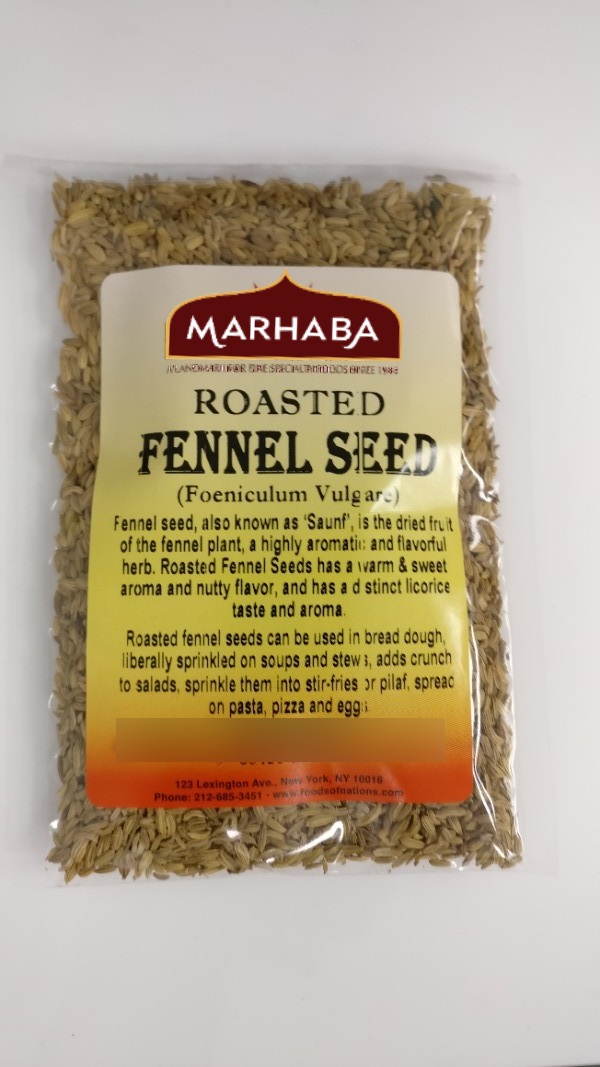 MARHABA
ROASTED
FENNEL SEED
(Foeniculum Vulgare)
Fennel seed, also known as 'Saunf', is the dried fruit
of the fennel plant, a highly aromatic and flavorful
herb. Roasted Fennel Seeds has a warm & sweet
aroma and nutty flavor, and has a distinct licorice
taste and aroma.
Roasted fennel seeds can be used in bread dough,
liberally sprinkled on soups and stews, adds crunch
to salads, sprinkle them into stir-fries or pilaf, spread
on pasta, pizza and eggs
123 Lexington Ave., New York, NY 10016
Phone: 212-685-3451 - www.foodsofnations.com